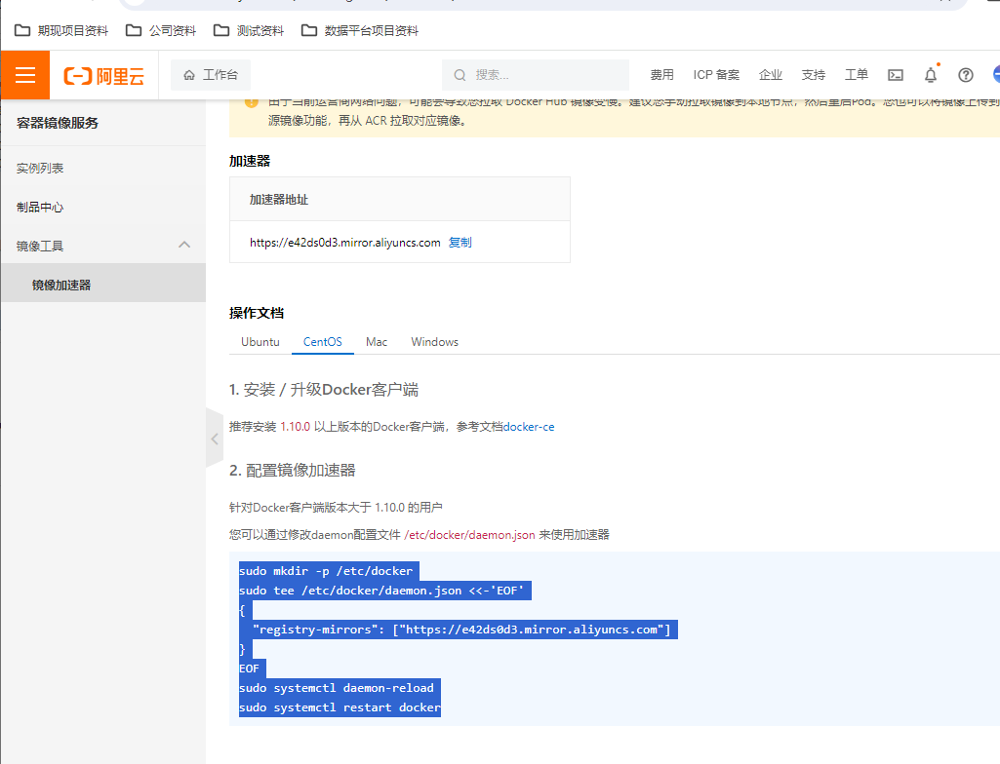 期现项目资料 公司资料 测试资料 数据平台项目资料
阿里云 工作台 搜索... 费用 ICP 备案 企业 支持 工单
容器镜像服务
实例列表
制品中心
镜像工具
镜像加速器
由于当前运营商网络问题，可能会导致您拉取 Docker Hub 镜像变慢。建议您手动拉取镜像到本地节点，然后重启Pod。您也可以将镜像上传到
源镜像功能，再从 ACR 拉取对应镜像。
加速器
加速器地址
https://e42ds0d3.mirror.aliyuncs.com 复制
操作文档
Ubuntu CentOS Mac Windows
1. 安装 / 升级Docker客户端
推荐安装 1.10.0 以上版本的Docker客户端，参考文档docker-ce
2. 配置镜像加速器
针对Docker客户端版本大于 1.10.0 的用户
您可以通过修改daemon配置文件 /etc/docker/daemon.json 来使用加速器
sudo mkdir -p /etc/docker
sudo tee /etc/docker/daemon.json <<-'EOF'
{
"registry-mirrors": ["https://e42ds0d3.mirror.aliyuncs.com"]
}
EOF
sudo systemctl daemon-reload
sudo systemctl restart docker